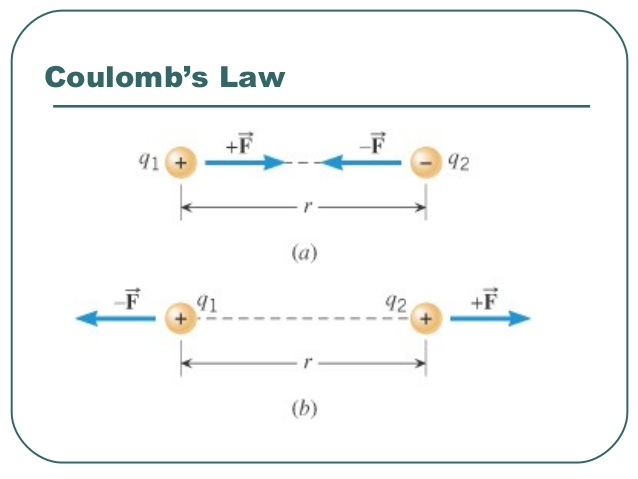 Coulomb’s Law
+F⃗ −F⃗
q1 + − q2
r
(a)
−F⃗ q1 q2 +F⃗
+ +
r
(b)